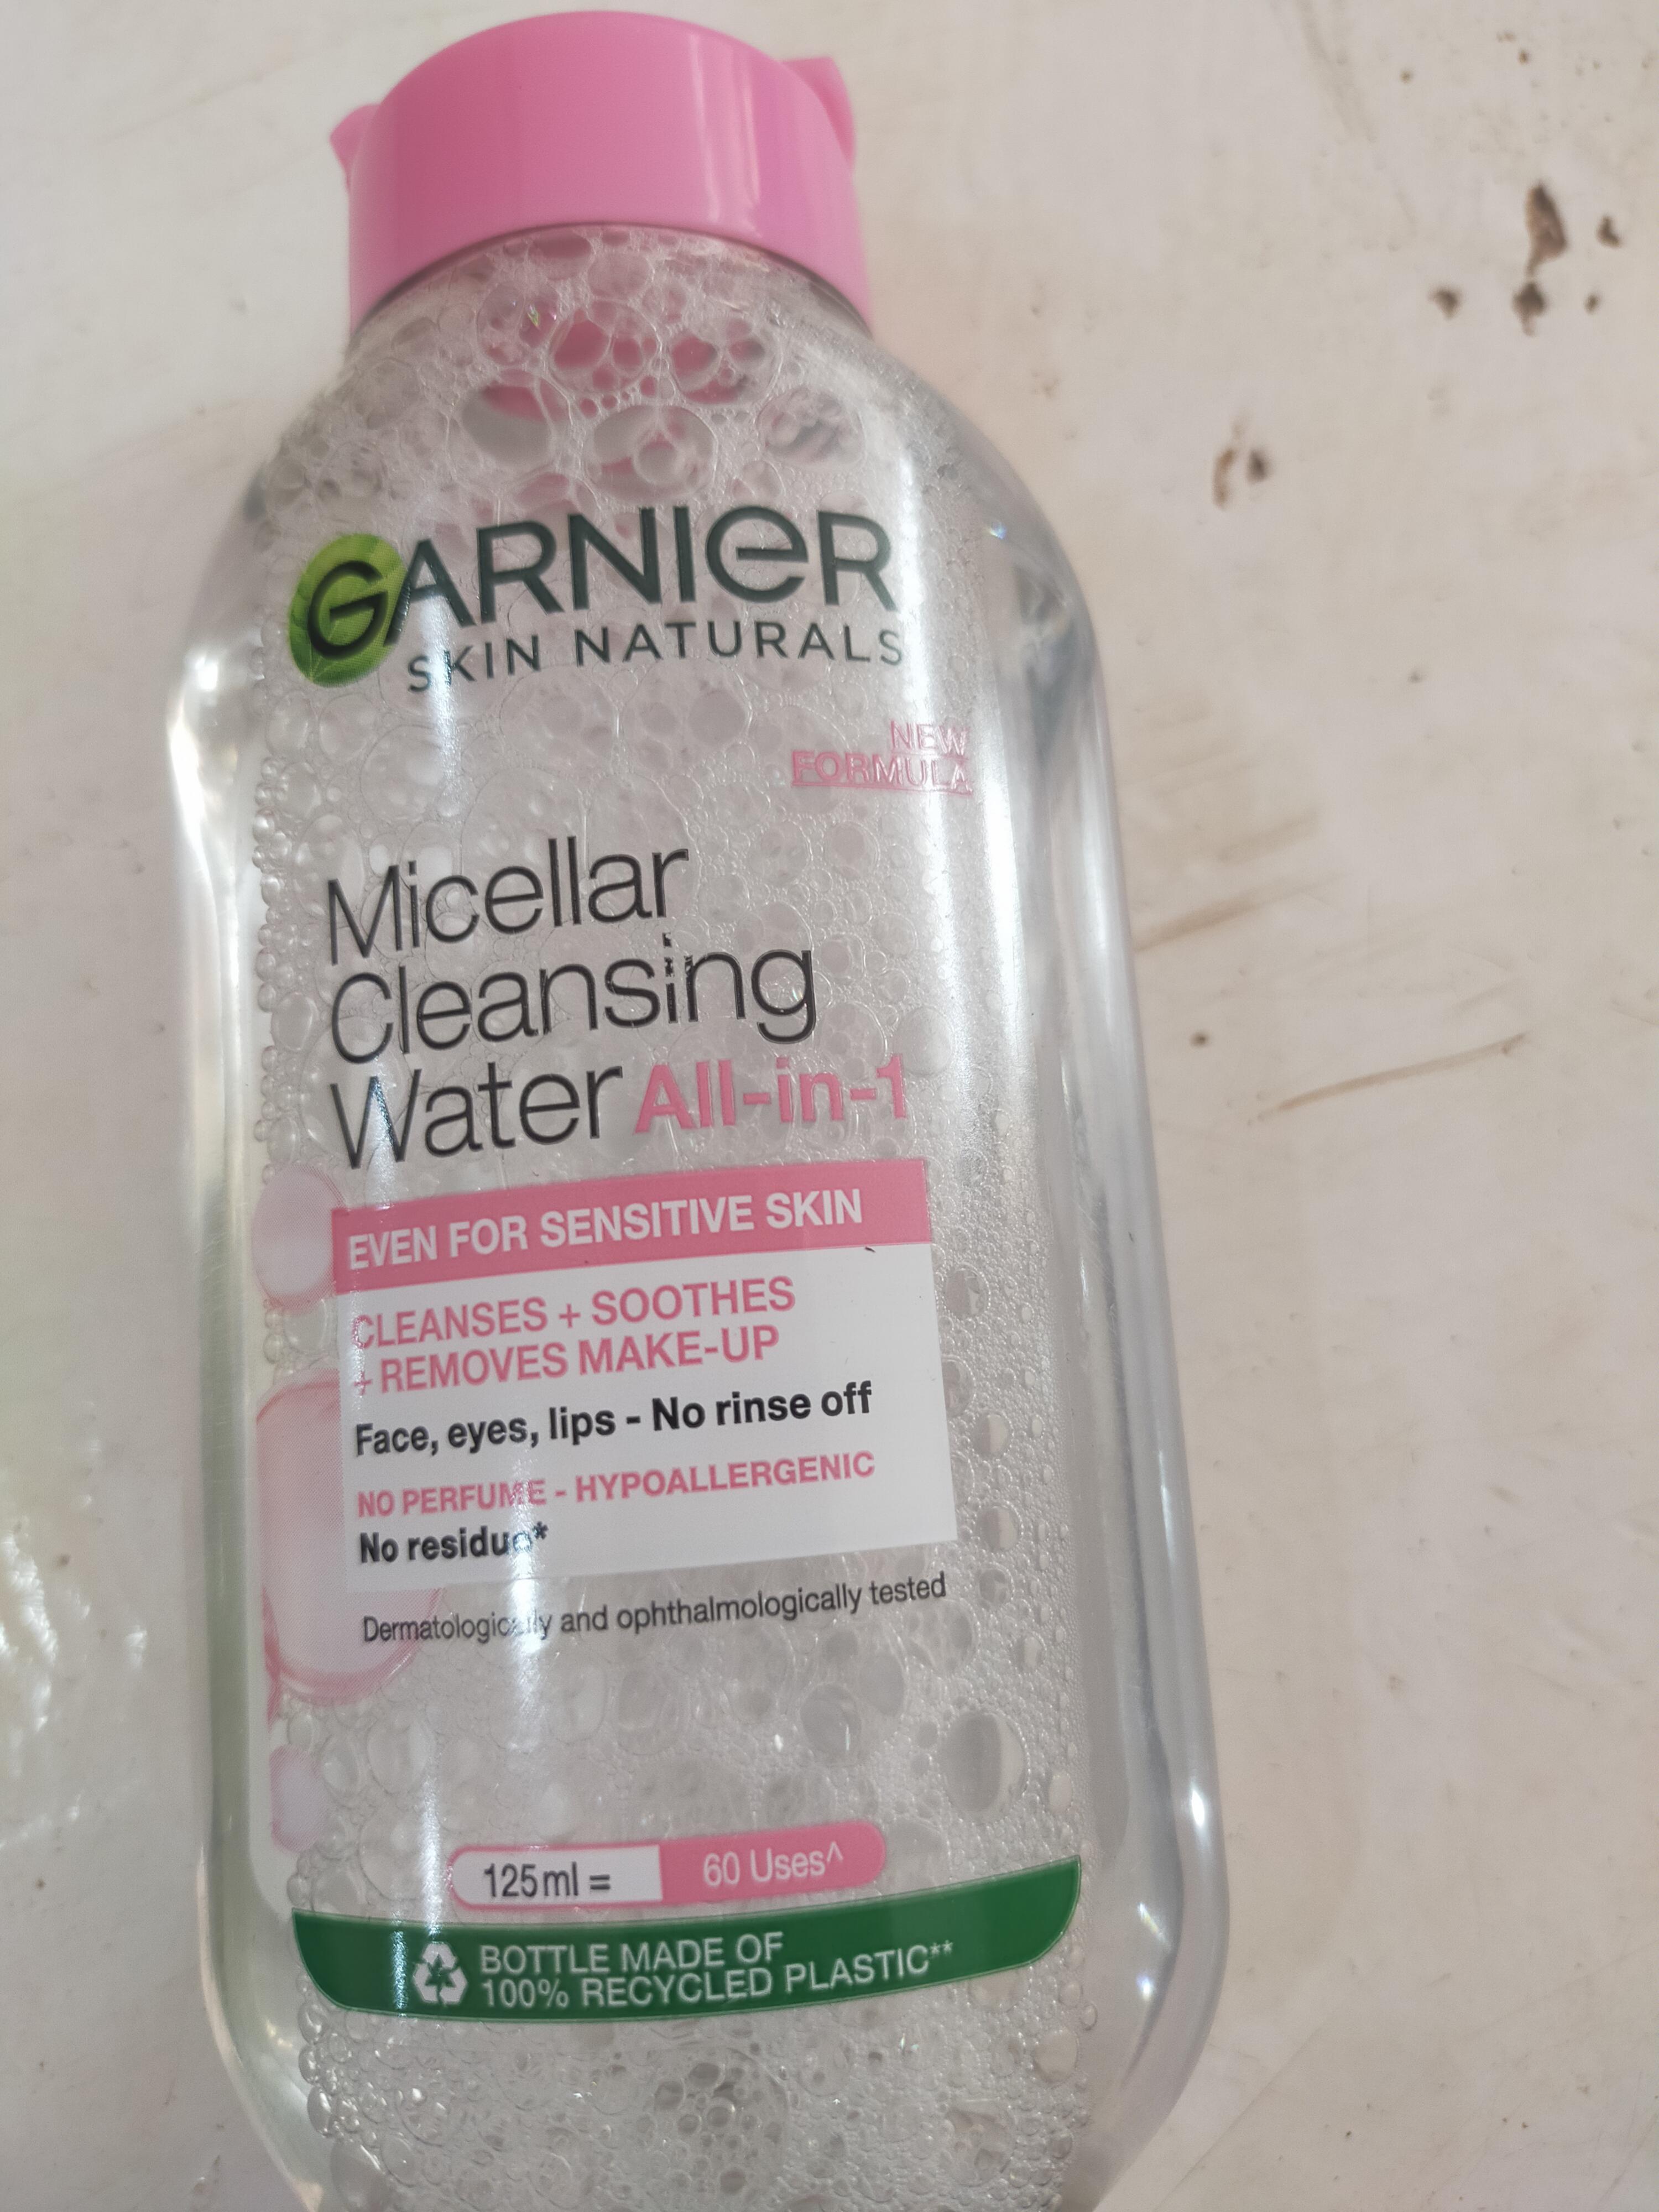 GARNIER
SKIN NATURALS
NEW
FORMULA
Micellar
Cleansing
Water All-in-1
EVEN FOR SENSITIVE SKIN
CLEANSES + SOOTHES
+ REMOVES MAKE-UP
Face, eyes, lips - No rinse off
NO PERFUME - HYPOALLERGENIC
No residue*
Dermatologically and ophthalmologically tested
125ml = 60 Uses^
BOTTLE MADE OF
100% RECYCLED PLASTIC**